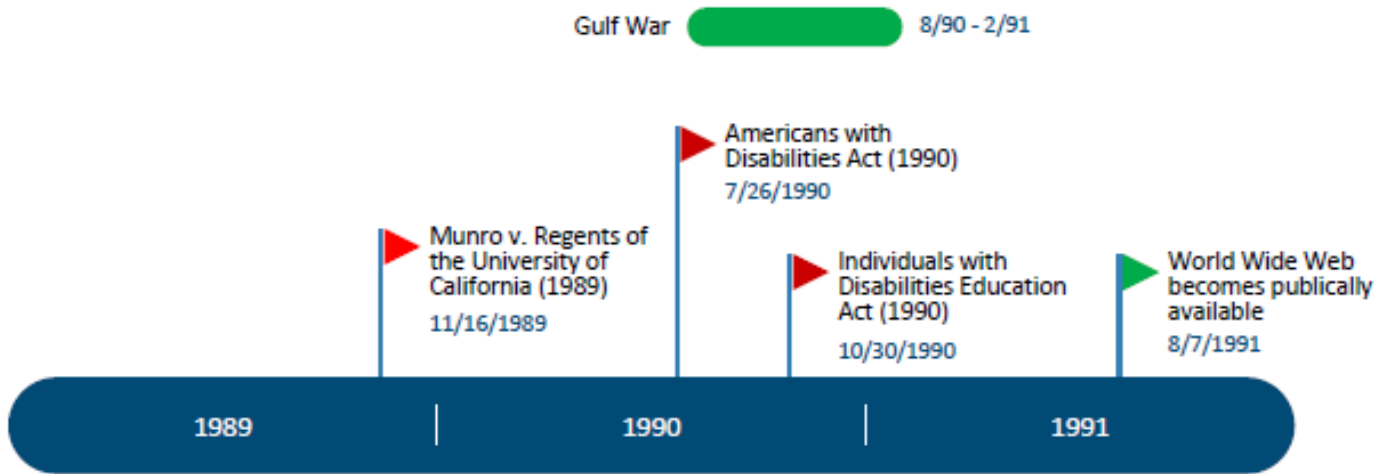 Gulf War
8/90 - 2/91
Americans with
Disabilities Act (1990)
7/26/1990
Munro v. Regents of
the University of
California (1989)
11/16/1989
Individuals with
Disabilities Education
Act (1990)
10/30/1990
World Wide Web
becomes publically
available
8/7/1991
1989
1990
1991